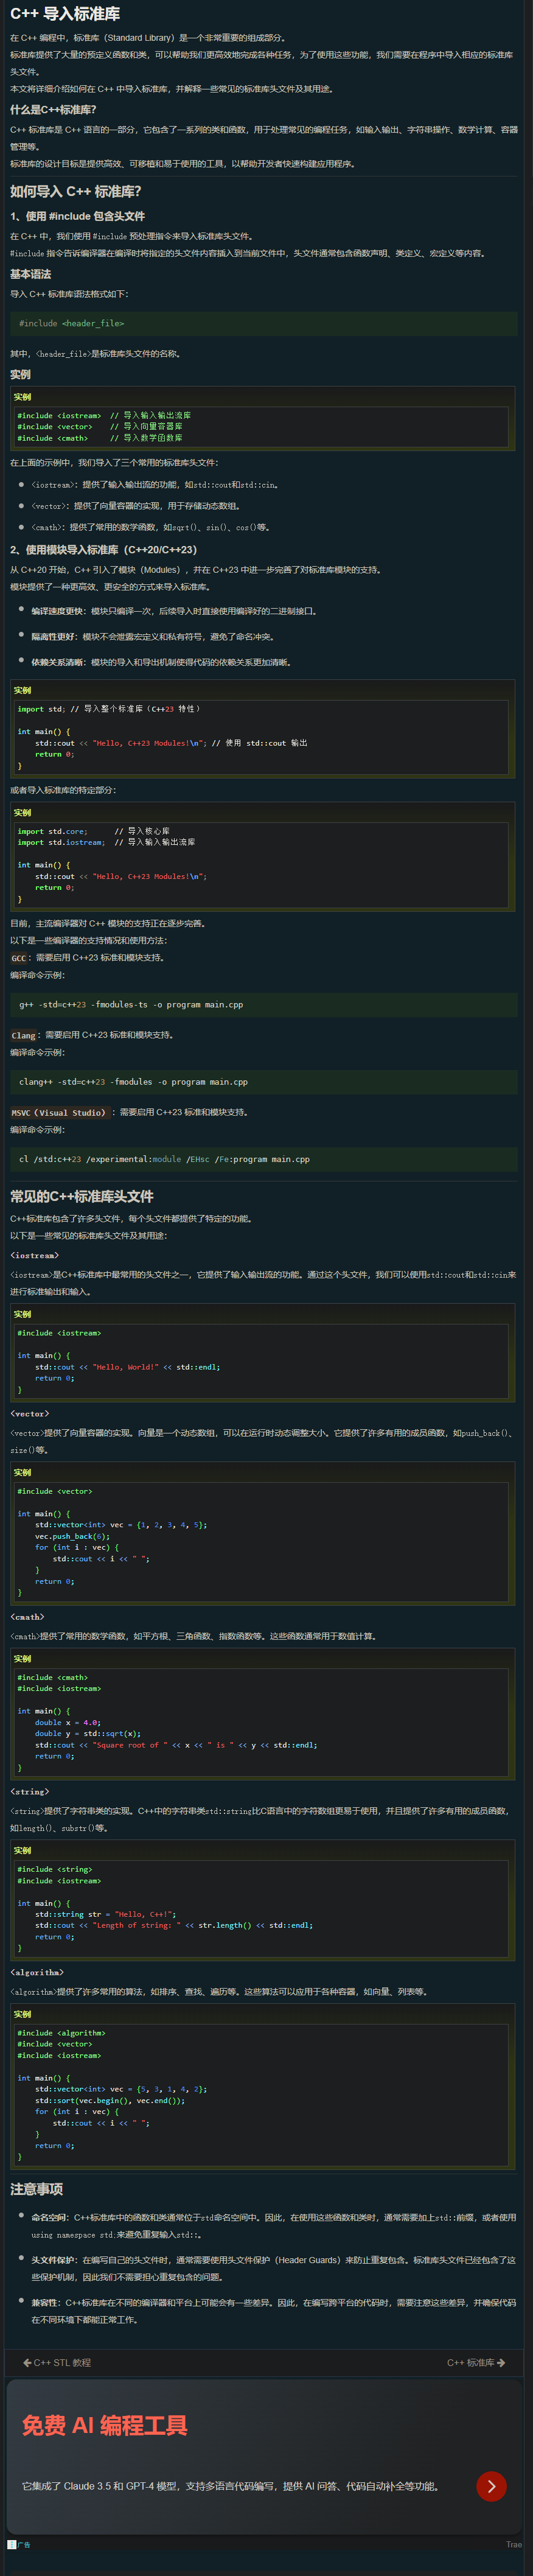 C++ 导入标准库
在 C++ 编程中，标准库（Standard Library）是一个非常重要的组成部分。
标准库提供了大量的预定义函数和类，可以帮助我们更高效地完成各种任务，为了使用这些功能，我们需要在程序中导入相应的标准库
头文件。
本文将详细介绍如何在 C++ 中导入标准库，并解释一些常见的标准库头文件及其用途。
什么是C++标准库?
C++ 标准库是 C++ 语言的一部分，它包含了一系列的类和函数，用于处理常见的编程任务，如输入输出、字符串操作、数学计算、容器
管理等。
标准库的设计目标是提供高效、可移植和易于使用的工具，以帮助开发者快速构建应用程序。
如何导入 C++ 标准库?
1、使用 #include 包含头文件
在 C++ 中，我们使用 #include 预处理指令来导入标准库头文件。
#include 指令告诉编译器在编译时将指定的头文件内容插入到当前文件中，头文件通常包含函数声明、类定义、宏定义等内容。
基本语法
导入 C++ 标准库语法格式如下：
#include <header_file>
其中，<header_file>是标准库头文件的名称。
实例
实例
#include <iostream>  // 导入输入输出流库
#include <vector>    // 导入向量容器库
#include <cmath>     // 导入数学函数库
在上面的示例中，我们导入了三个常用的标准库头文件：
<iostream>：提供了输入输出流的功能，如std::cout和std::cin。
<vector>：提供了向量容器的实现，用于存储动态数组。
<cmath>：提供了常用的数学函数，如sqrt()、sin()、cos()等。
2、使用模块导入标准库（C++20/C++23）
从 C++20 开始，C++ 引入了模块（Modules），并在 C++23 中进一步完善了对标准库模块的支持。
模块提供了一种更高效、更安全的方式来导入标准库。
编译速度更快：模块只编译一次，后续导入时直接使用编译好的二进制接口。
隔离性更好：模块不会泄露宏定义和私有符号，避免了命名冲突。
依赖关系清晰：模块的导入和导出机制使得代码的依赖关系更加清晰。
实例
import std; // 导入整个标准库（C++23 特性）
int main() {
    std::cout << "Hello, C++23 Modules!\n"; // 使用 std::cout 输出
    return 0;
}
或者导入标准库的特定部分：
实例
import std.core;      // 导入核心库
import std.iostream;  // 导入输入输出流库
int main() {
    std::cout << "Hello, C++23 Modules!\n";
    return 0;
}
目前，主流编译器对 C++ 模块的支持正在逐步完善。
以下是一些编译器的支持情况和使用方法：
GCC：需要启用 C++23 标准和模块支持。
编译命令示例：
g++ -std=c++23 -fmodules-ts -o program main.cpp
Clang：需要启用 C++23 标准和模块支持。
编译命令示例：
clang++ -std=c++23 -fmodules -o program main.cpp
MSVC（Visual Studio）：需要启用 C++23 标准和模块支持。
编译命令示例：
cl /std:c++23 /experimental:module /EHsc /Fe:program main.cpp
常见的C++标准库头文件
C++标准库包含了许多头文件，每个头文件都提供了特定的功能。
以下是一些常见的标准库头文件及其用途：
<iostream>
<iostream>是C++标准库中最常用的头文件之一，它提供了输入输出流的功能。通过这个头文件，我们可以使用std::cout和std::cin来
进行标准输出和输入。
实例
#include <iostream>
int main() {
    std::cout << "Hello, World!" << std::endl;
    return 0;
}
<vector>
<vector>提供了向量容器的实现。向量是一个动态数组，可以在运行时动态调整大小。它提供了许多有用的成员函数，如push_back()、
size()等。
实例
#include <vector>
int main() {
    std::vector<int> vec = {1, 2, 3, 4, 5};
    vec.push_back(6);
    for (int i : vec) {
        std::cout << i << " ";
    }
    return 0;
}
<cmath>
<cmath>提供了常用的数学函数，如平方根、三角函数、指数函数等。这些函数通常用于数值计算。
实例
#include <cmath>
#include <iostream>
int main() {
    double x = 4.0;
    double y = std::sqrt(x);
    std::cout << "Square root of " << x << " is " << y << std::endl;
    return 0;
}
<string>
<string>提供了字符串类的实现。C++中的字符串类std::string比C语言中的字符数组更易于使用，并且提供了许多有用的成员函数，
如length()、substr()等。
实例
#include <string>
#include <iostream>
int main() {
    std::string str = "Hello, C++!";
    std::cout << "Length of string: " << str.length() << std::endl;
    return 0;
}
<algorithm>
<algorithm>提供了许多常用的算法，如排序、查找、遍历等。这些算法可以应用于各种容器，如向量、列表等。
实例
#include <algorithm>
#include <vector>
#include <iostream>
int main() {
    std::vector<int> vec = {5, 3, 1, 4, 2};
    std::sort(vec.begin(), vec.end());
    for (int i : vec) {
        std::cout << i << " ";
    }
    return 0;
}
注意事项
命名空间：C++标准库中的函数和类通常位于std命名空间中。因此，在使用这些函数和类时，通常需要加上std::前缀，或者使用
using namespace std;来避免重复输入std::。
头文件保护：在编写自己的头文件时，通常需要使用头文件保护（Header Guards）来防止重复包含。标准库头文件已经包含了这
些保护机制，因此我们不需要担心重复包含的问题。
兼容性：C++标准库在不同的编译器和平台上可能会有一些差异。因此，在编写跨平台的代码时，需要注意这些差异，并确保代码
在不同环境下都能正常工作。
C++ STL 教程
C++ 标准库
免费 AI 编程工具
它集成了 Claude 3.5 和 GPT-4 模型，支持多语言代码编写，提供 AI 问答、代码自动补全等功能。
广告
Trae